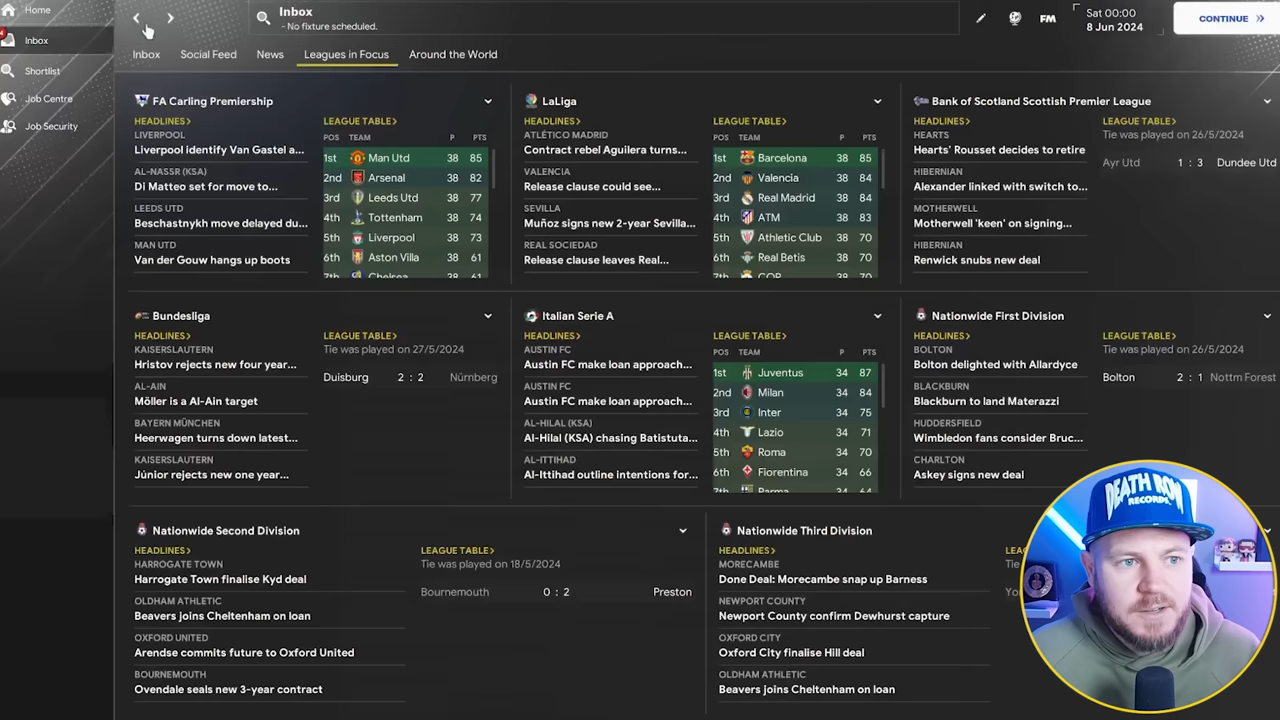 Home
Inbox
Shortlist
Job Centre
Job Security
Inbox
- No fixture scheduled.
FM
Sat 00:00
8 Jun 2024
CONTINUE
Inbox
Social Feed
News
Leagues in Focus
Around the World
FA Carling Premiership
HEADLINES>
LIVERPOOL
Liverpool identify Van Gastel a...
AL-NASSR (KSA)
Di Matteo set for move to...
LEEDS UTD
Beschastnykh move delaytd du...
MAN UTD
Van der Gouw hangs up boots
LEAGUE TABLE>
POS TEAM P PTS
1st Man Utd 38 85
2nd Arsenal 38 82
3rd Leeds Utd 38 77
4th Tottenham 38 74
5th Liverpool 38 73
6th Aston Villa 38 61
7th Chelsea 38 61
LaLiga
HEADLINES>
ATLÉTICO MADRID
Contract rebel Aguilera turns...
VALENCIA
Release clause could see...
SEVILLA
Muñoz signs new 2-year Sevilla...
REAL SOCIEDAD
Release clause leaves Real...
LEAGUE TABLE>
POS TEAM P PTS
1st Barcelona 38 85
2nd Valencia 38 84
3rd Real Madrid 38 84
4th ATM 38 83
5th Athletic Club 38 70
6th Real Betis 38 70
7th COR 38 70
Bank of Scotland Scottish Premier League
HEADLINES>
HEARTS
Hearts' Rousset decides to retire
HIBERNIAN
Alexander linked with switch to...
MOTHERWELL
Motherwell 'keen' on signing...
HIBERNIAN
Renwick snubs new deal
LEAGUE TABLE>
Tie was played on 26/5/2024
Ayr Utd 1 : 3 Dundee Utd
Bundesliga
HEADLINES>
KAISERSLAUTERN
Hristov rejects new four year...
AL-AIN
Möller is a Al-Ain target
BAYERN MÜNCHEN
Heerwagen turns down latest...
KAISERSLAUTERN
Júnior rejects new one year...
LEAGUE TABLE>
Tie was played on 27/5/2024
Duisburg 2 : 2 Nürnberg
Italian Serie A
HEADLINES>
AUSTIN FC
Austin FC make loan approach...
AUSTIN FC
Austin FC make loan approach...
AL-HILAL (KSA)
Al-Hilal (KSA) chasing Batistuta...
AL-ITTIHAD
Al-Ittihad outline intentions for...
LEAGUE TABLE>
POS TEAM P PTS
1st Juventus 34 87
2nd Milan 34 84
3rd Inter 34 75
4th Lazio 34 71
5th Roma 34 70
6th Fiorentina 34 66
7th Parma 34 64
Nationwide First Division
HEADLINES>
BOLTON
Bolton delighted with Allardyce
BLACKBURN
Blackburn to land Materazzi
HUDDERSFIELD
Wimbledon fans consider Bruc...
CHARLTON
Askey signs new deal
LEAGUE TABLE>
Tie was played on 26/5/2024
Bolton 2 : 1 Nottm Forest
Nationwide Second Division
HEADLINES>
HARROGATE TOWN
Harrogate Town finalise Kyd deal
OLDHAM ATHLETIC
Beavers joins Cheltenham on loan
OXFORD UNITED
Arendse commits future to Oxford United
BOURNEMOUTH
Ovendale seals new 3-year contract
LEAGUE TABLE>
Tie was played on 18/5/2024
Bournemouth 0 : 2 Preston
Nationwide Third Division
HEADLINES>
MORECAMBE
Done Deal: Morecambe snap up Barness
NEWPORT COUNTY
Newport County confirm Dewhurst capture
OXFORD CITY
Oxford City finalise Hill deal
OLDHAM ATHLETIC
Beavers joins Cheltenham on loan
DEATH ROW
RECORDS